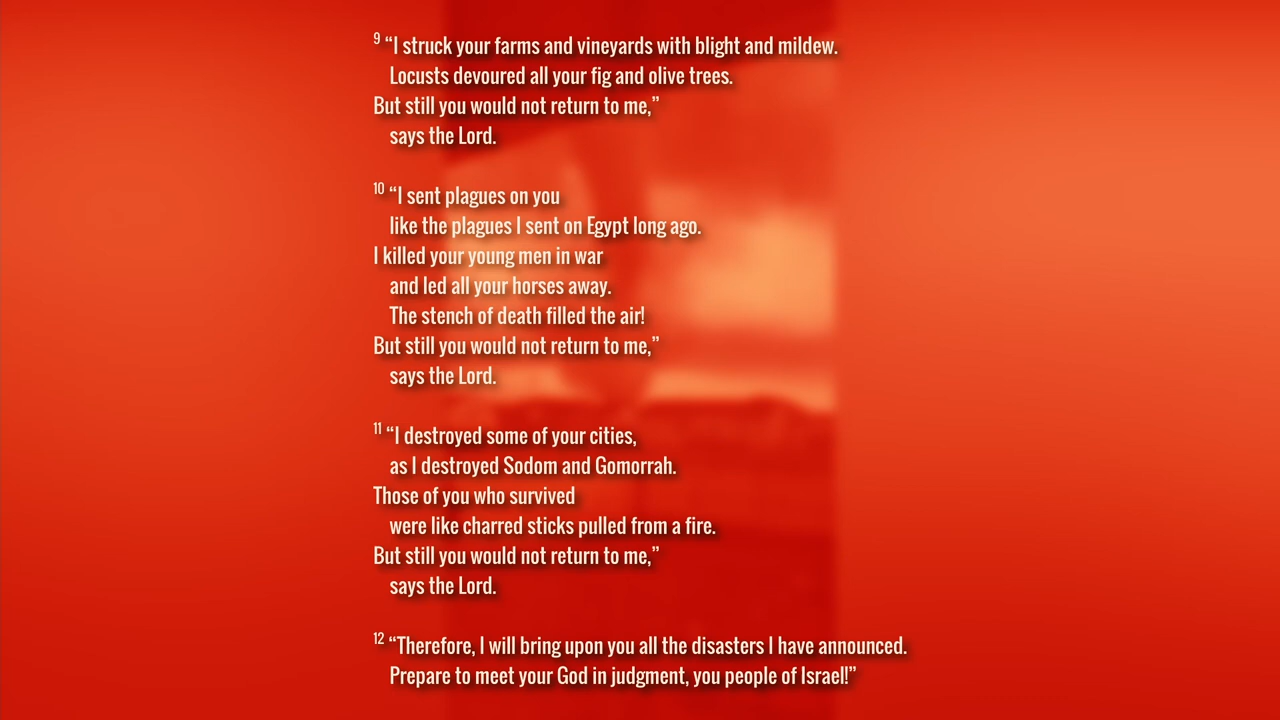 9 “I struck your farms and vineyards with blight and mildew.
Locusts devoured all your fig and olive trees.
But still you would not return to me,”
says the Lord.
10 “I sent plagues on you
like the plagues I sent on Egypt long ago.
I killed your young men in war
and led all your horses away.
The stench of death filled the air!
But still you would not return to me,”
says the Lord.
11 “I destroyed some of your cities,
as I destroyed Sodom and Gomorrah.
Those of you who survived
were like charred sticks pulled from a fire.
But still you would not return to me,”
says the Lord.
12 “Therefore, I will bring upon you all the disasters I have announced.
Prepare to meet your God in judgment, you people of Israel!”